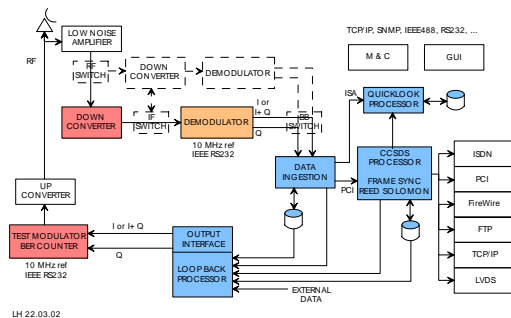 LOW NOISE
AMPLIFIER
TCP/IP, SNMP, IEEE488, RS232, ...
M & C
GUI
RF
RF
SWITCH
DOWN
CONVERTER
DEMODULATOR
ISA
QUICKLOOK
PROCESSOR
DOWN
CONVERTER
IF
SWITCH
DEMODULATOR
I or
I+ Q
Q
BB
SWITCH
10 MHz ref
IEEE RS232
DATA
INGESTION
PCI
CCSDS
PROCESSOR
FRAME SYNC
REED SOLOMON
ISDN
PCI
FireWire
FTP
TCP/IP
LVDS
UP
CONVERTER
TEST MODULATOR
BER COUNTER
I or I+ Q
Q
10 MHz ref
IEEE RS232
OUTPUT
INTERFACE
LOOP BACK
PROCESSOR
EXTERNAL
DATA
LH 22.03.02